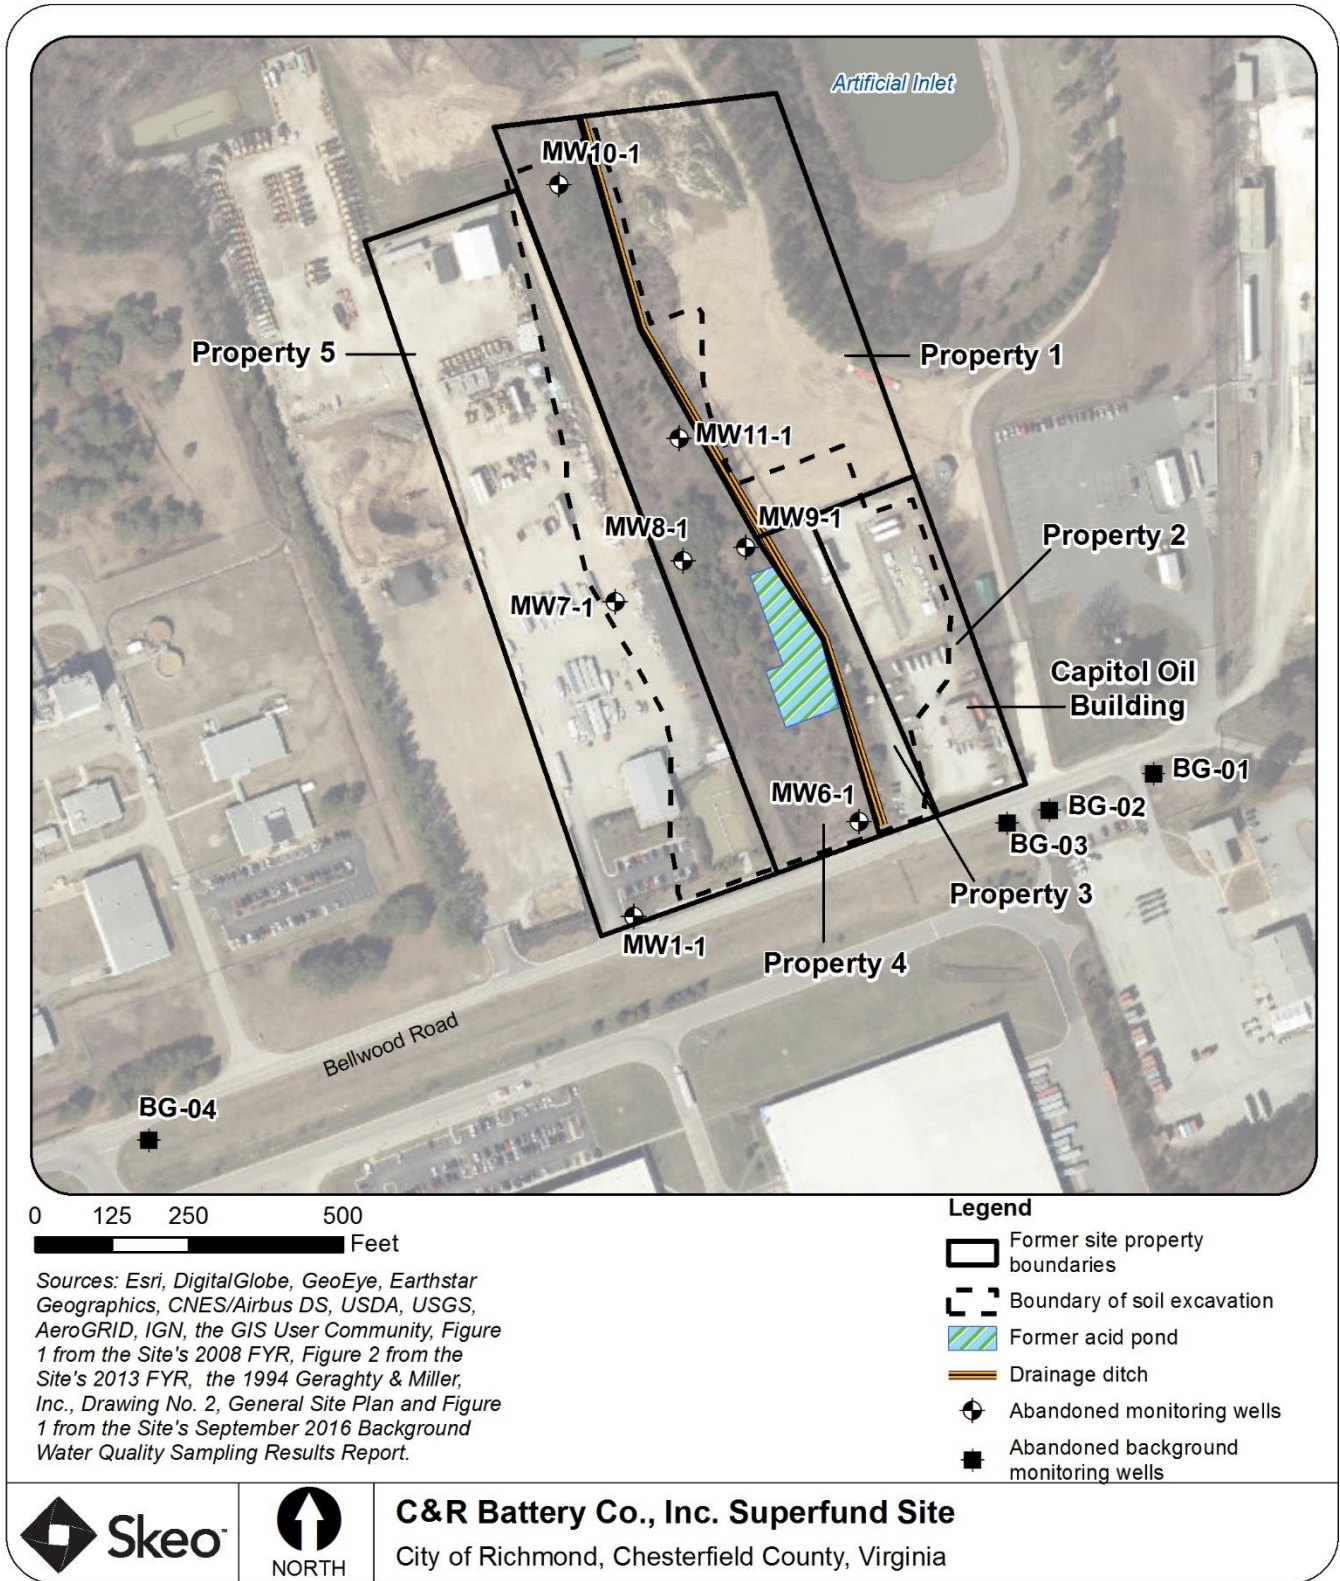 Artificial Inlet
MW10-1
Property 5
Property 1
MW11-1
MW9-1
MW8-1
Property 2
MW7-1
Capitol Oil
Building
BG-01
MW6-1
BG-02
BG-03
Property 3
MW1-1
Property 4
Bellwood Road
BG-04
0 125 250 500
Feet
Sources: Esri, DigitalGlobe, GeoEye, Earthstar
Geographics, CNES/Airbus DS, USDA, USGS,
AeroGRID, IGN, the GIS User Community, Figure
1 from the Site's 2008 FYR, Figure 2 from the
Site's 2013 FYR, the 1994 Geraghty & Miller,
Inc., Drawing No. 2, General Site Plan and Figure
1 from the Site's September 2016 Background
Water Quality Sampling Results Report.
Legend
Former site property
boundaries
Boundary of soil excavation
Former acid pond
Drainage ditch
Abandoned monitoring wells
Abandoned background
monitoring wells
Skeo™
NORTH
C&R Battery Co., Inc. Superfund Site
City of Richmond, Chesterfield County, Virginia